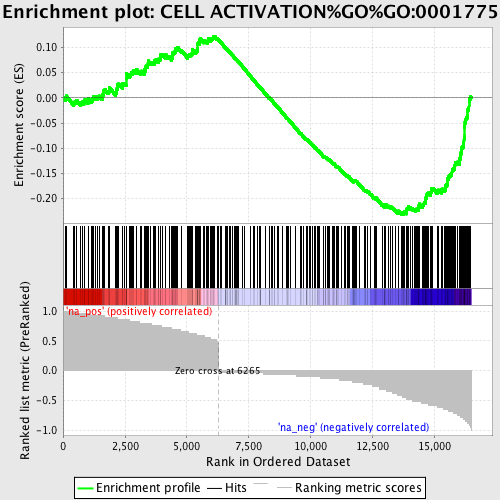 Enrichment plot: CELL ACTIVATION%GO%GO:0001775
Enrichment score (ES)
0.10
0.05
0.00
-0.05
-0.10
-0.15
-0.20
'na_pos' (positively correlated)
Ranked list metric (PreRanked)
1.0
0.5
0.0
-0.5
-1.0
Zero cross at 6265
'na_neg' (negatively correlated)
0
2,500
5,000
7,500
10,000
12,500
15,000
Rank in Ordered Dataset
Enrichment profile
Hits
Ranking metric scores